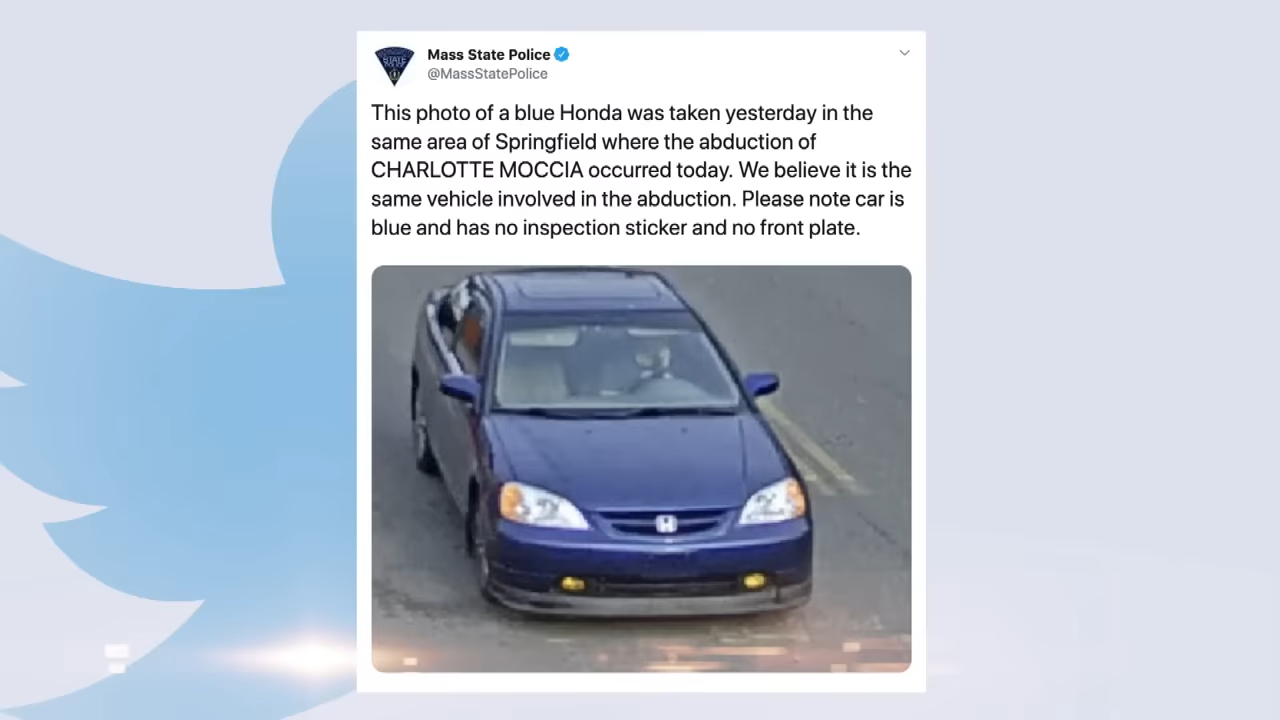 Mass State Police
@MassStatePolice
This photo of a blue Honda was taken yesterday in the
same area of Springfield where the abduction of
CHARLOTTE MOCCIA occurred today. We believe it is the
same vehicle involved in the abduction. Please note car is
blue and has no inspection sticker and no front plate.